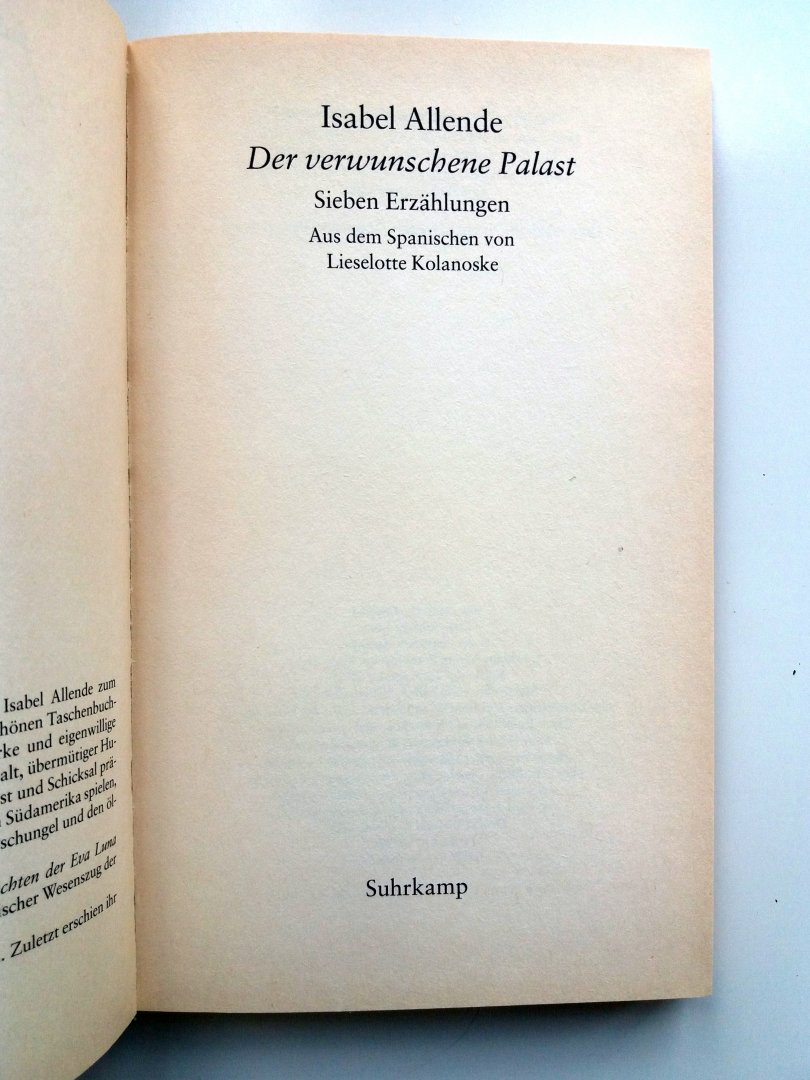 Isabel Allende zum
hönen Taschenbuch-
rke und eigenwillige
alt, übermütiger Hu-
st und Schicksal prä-
Südamerika spielen,
schungel und den öl-
chten der Eva Luna
ischer Wesenszug der
. Zuletzt erschien ihr
Isabel Allende
Der verwunschene Palast
Sieben Erzählungen
Aus dem Spanischen von
Lieselotte Kolanoske
Suhrkamp